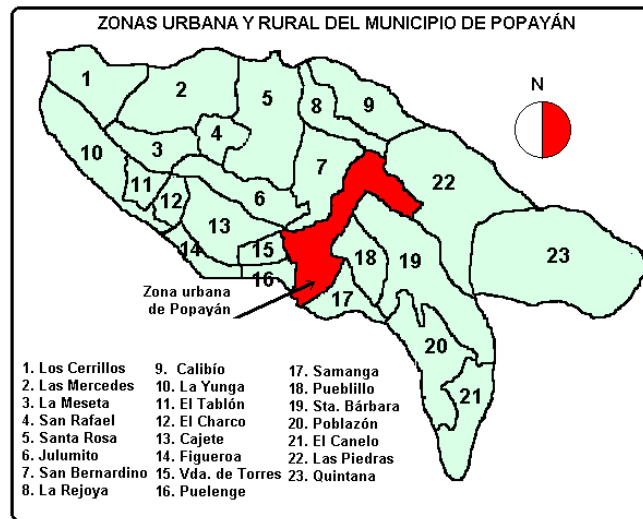 ZONAS URBANA Y RURAL DEL MUNICIPIO DE POPAYÁN
N
1
2
5
8
9
4
3
10
7
22
11
12
6
13
23
14
15
18
19
16
17
Zona urbana
de Popayán
20
21
1. Los Cerrillos
2. Las Mercedes
3. La Meseta
4. San Rafael
5. Santa Rosa
6. Julumito
7. San Bernardino
8. La Rejoya
9. Calibío
10. La Yunga
11. El Tablón
12. El Charco
13. Cajete
14. Figueroa
15. Vda. de Torres
16. Puelenge
17. Samanga
18. Pueblillo
19. Sta. Bárbara
20. Poblazón
21. El Canelo
22. Las Piedras
23. Quintana